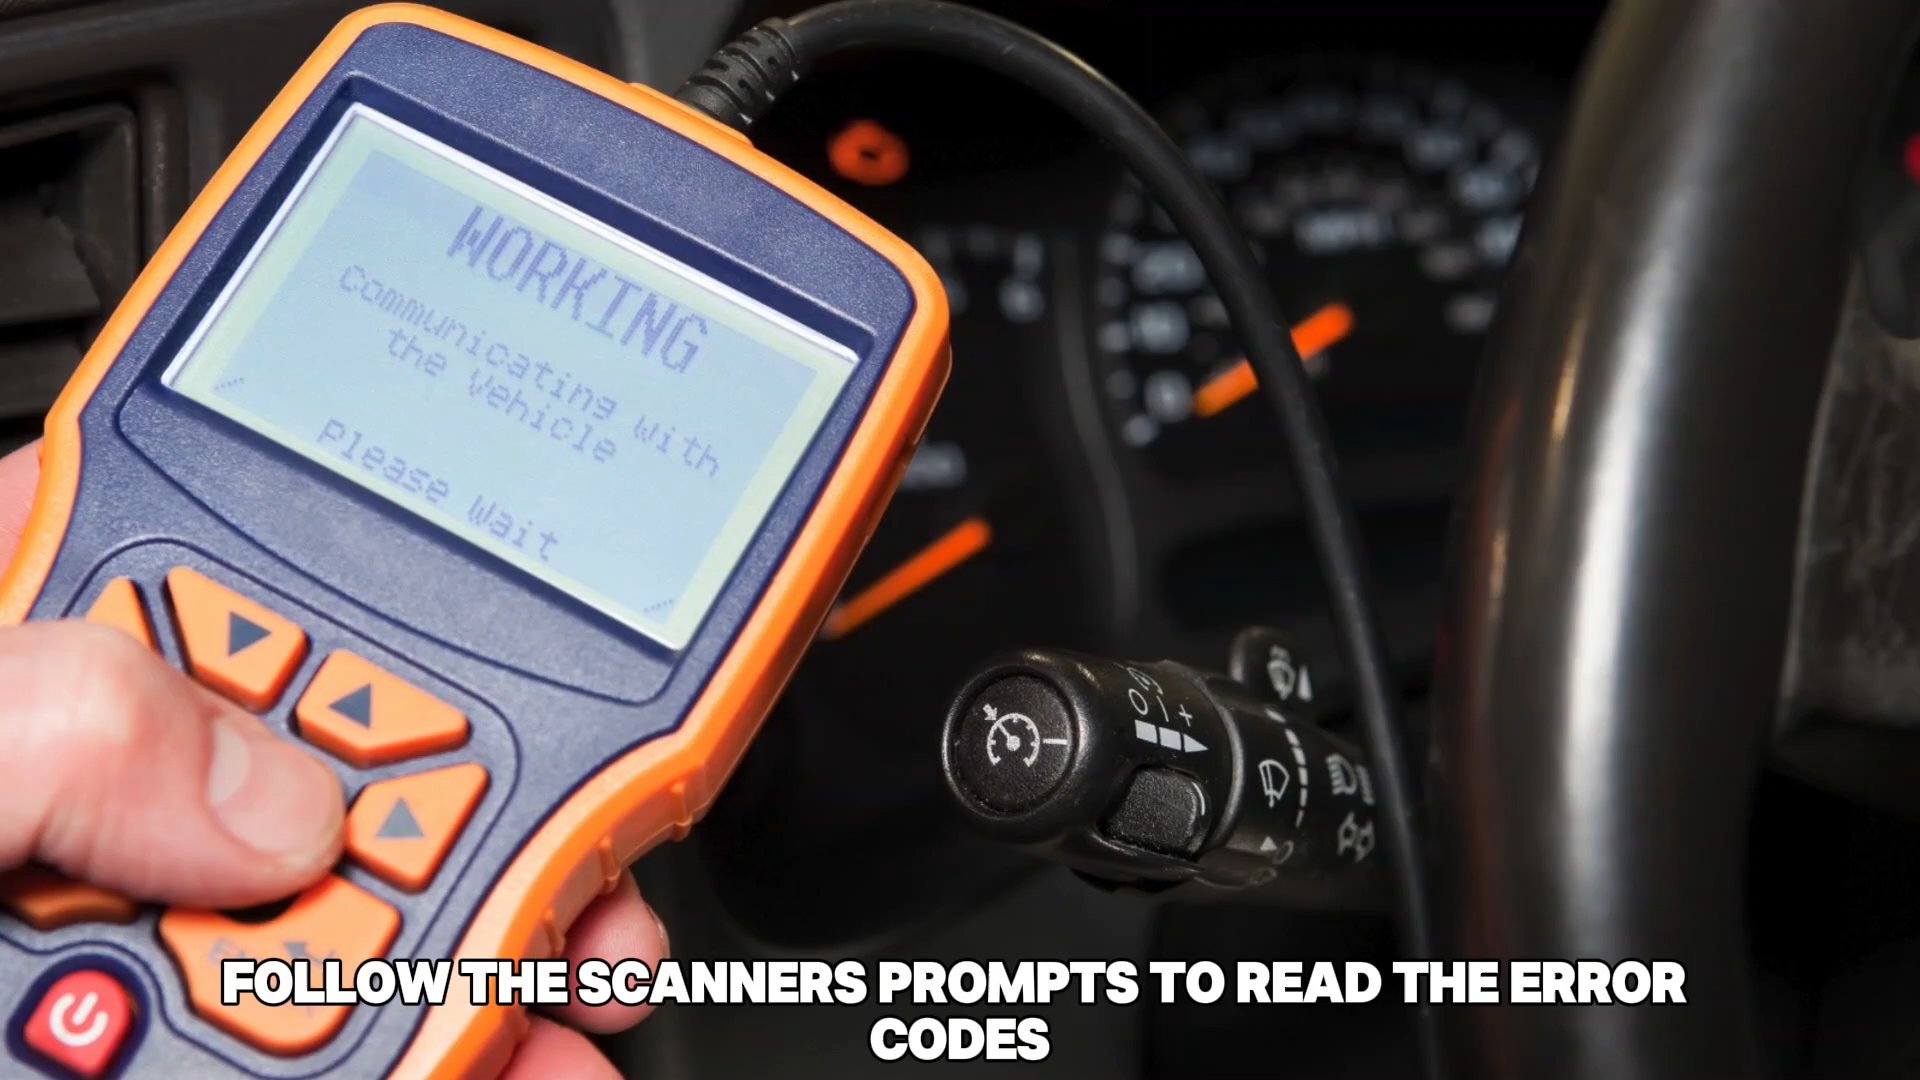 WORKING
Communicating with
the Vehicle
Please Wait
FOLLOW THE SCANNERS PROMPTS TO READ THE ERROR
CODES